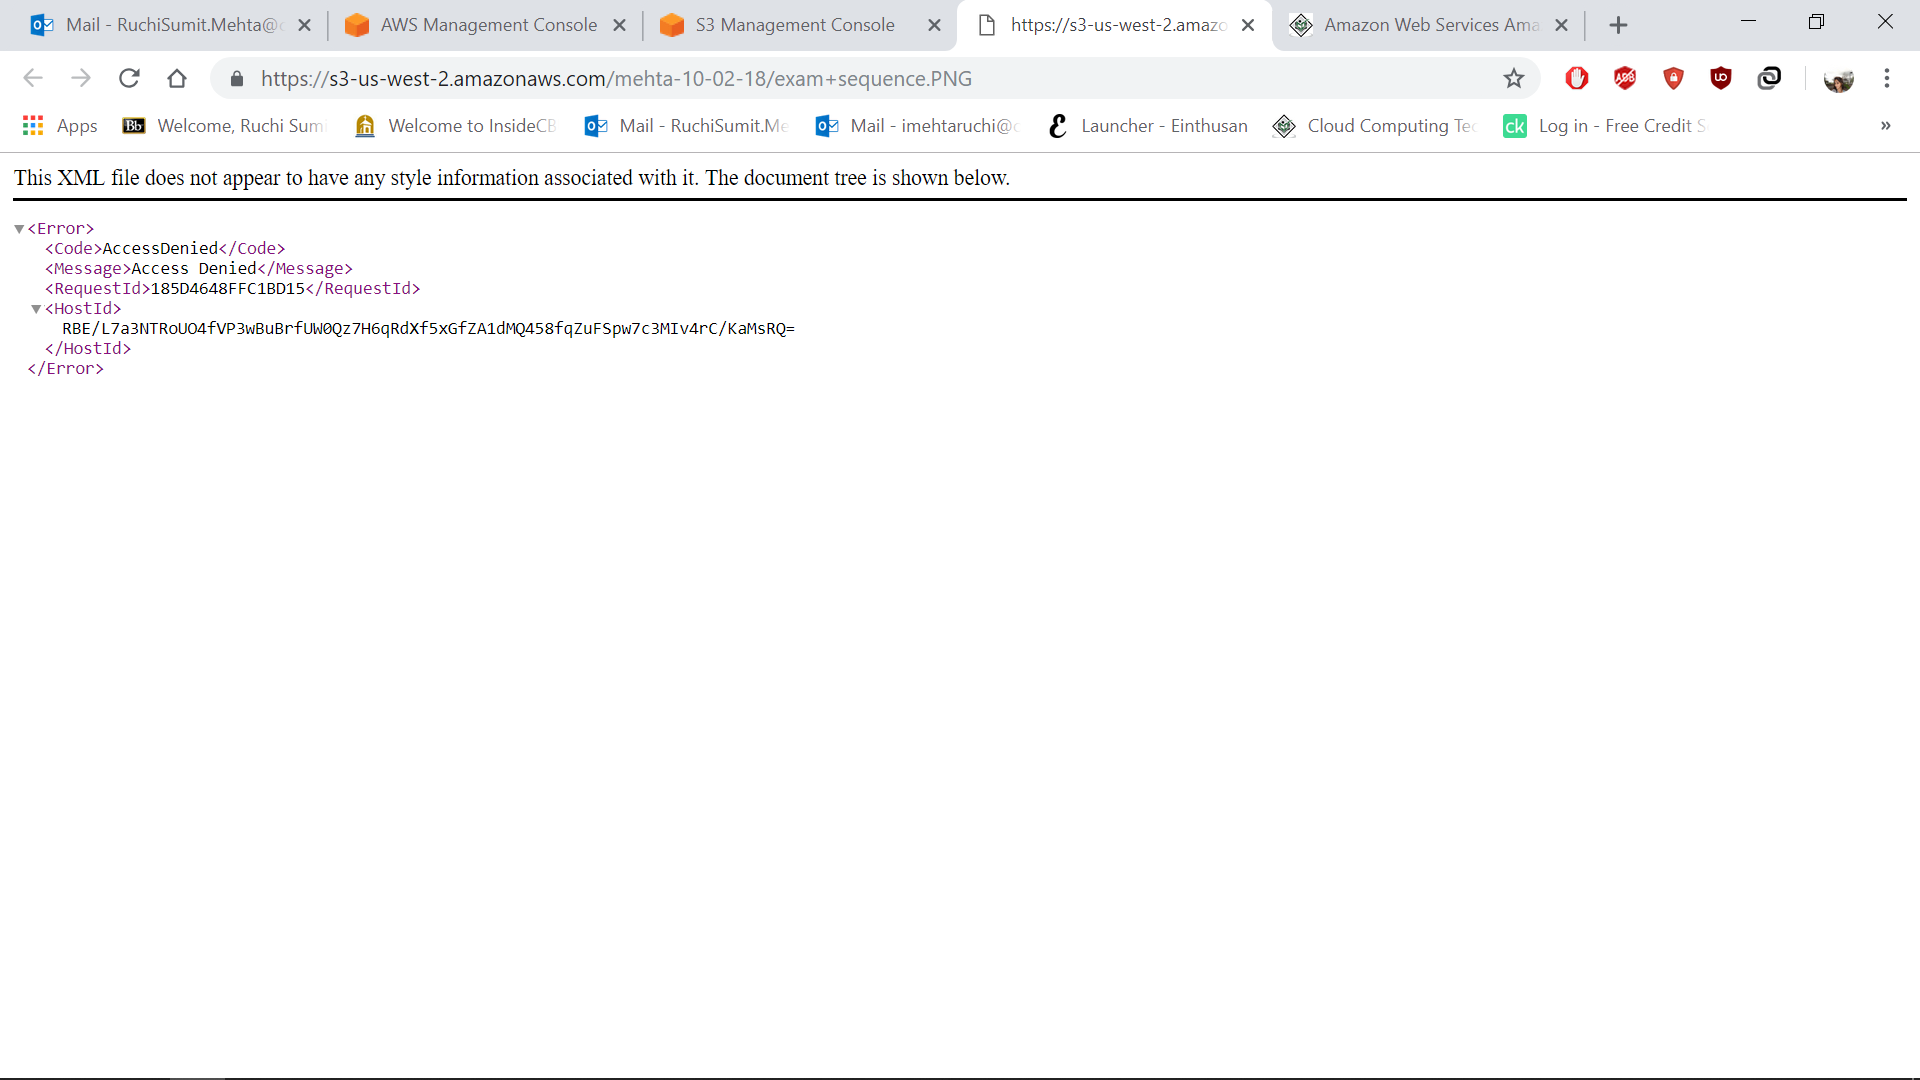 Mail - RuchiSumit.Mehta@
AWS Management Console
S3 Management Console
https://s3-us-west-2.amazo
Amazon Web Services Ama
https://s3-us-west-2.amazonaws.com/mehta-10-02-18/exam+sequence.PNG
ABP
Apps
Bb Welcome, Ruchi Sum
Welcome to InsideCB
Mail - RuchiSumit.Me
Mail - imehtaruchi@
Launcher - Einthusan
Cloud Computing Tec
ck Log in - Free Credit S
»
This XML file does not appear to have any style information associated with it. The document tree is shown below.
<Error>
<Code>AccessDenied</Code>
<Message>Access Denied</Message>
<RequestId>185D4648FFC1BD15</RequestId>
<HostId>
RBE/L7a3NTRoUO4fVP3wBuBrfUW0Qz7H6qRdXf5xGfZA1dMQ458fqZuFSpw7c3MIv4rC/KaMsRQ=
</HostId>
</Error>